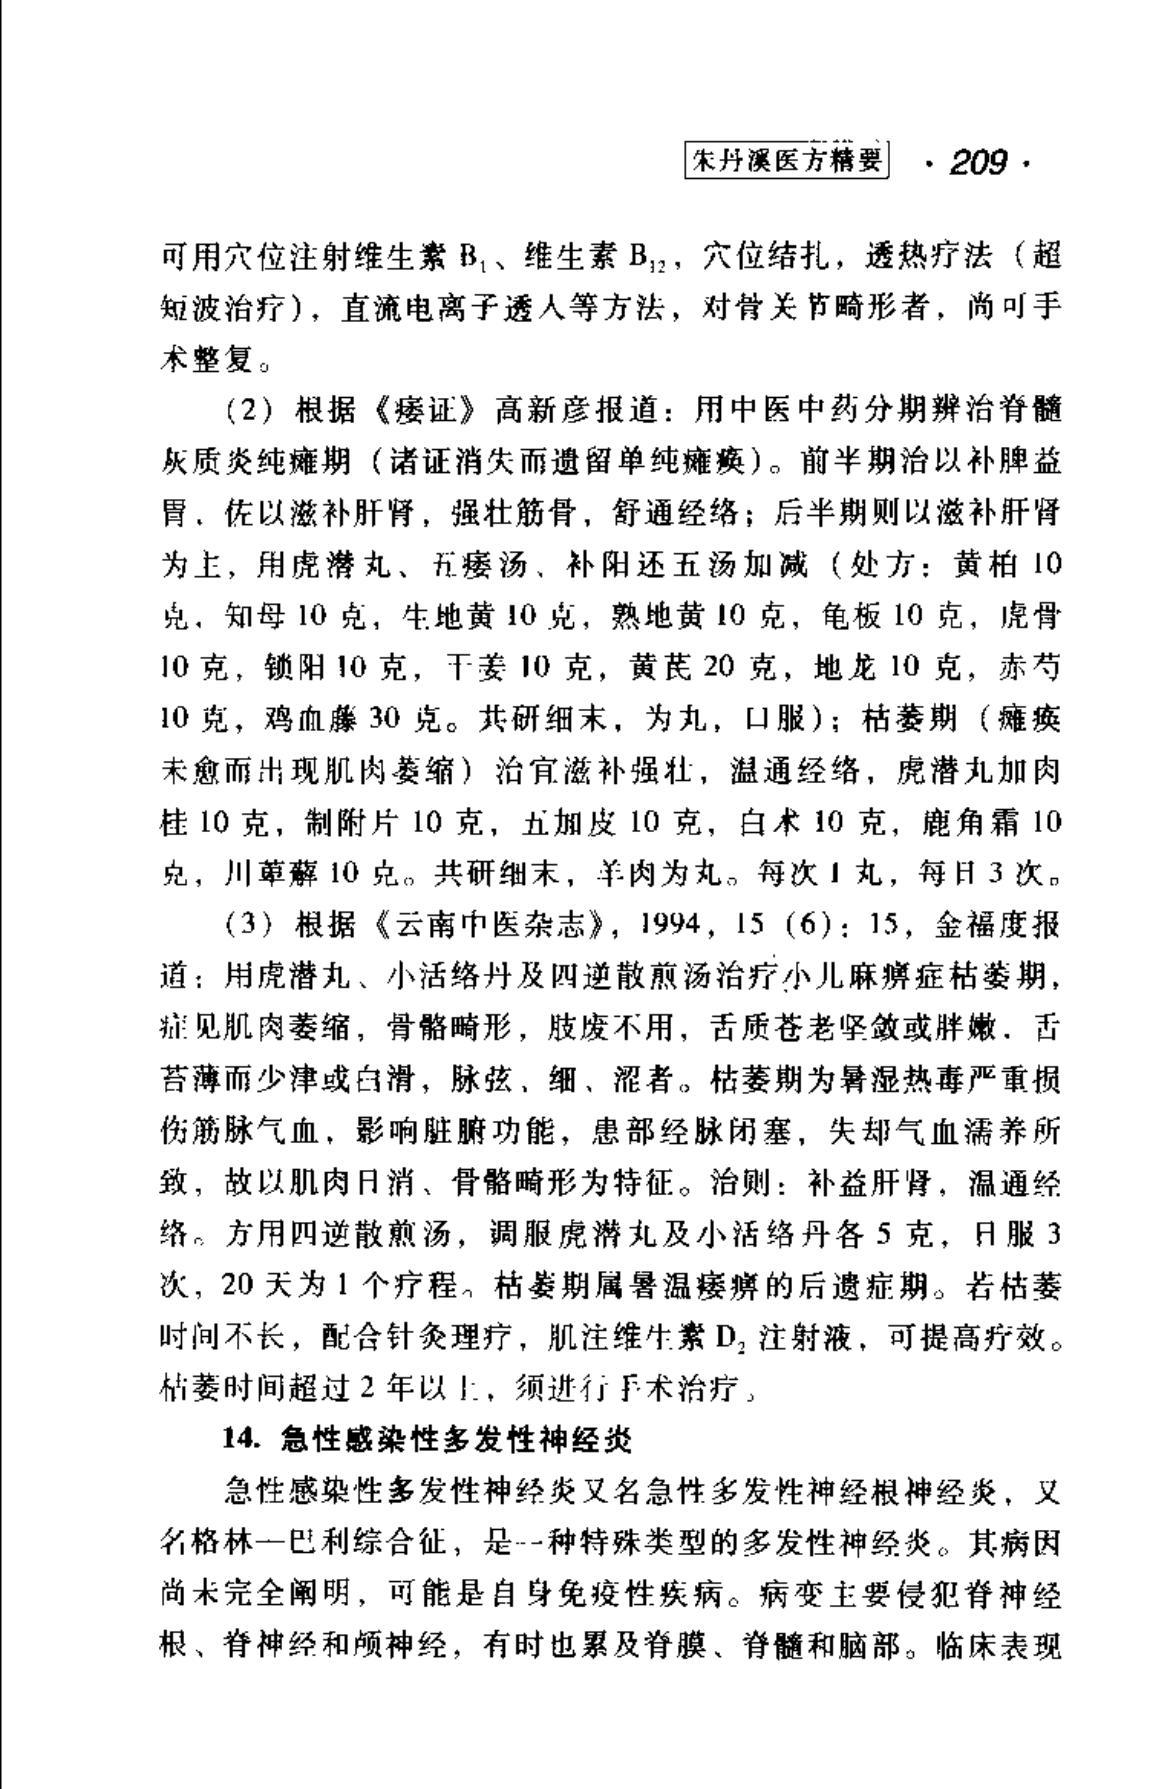 朱丹溪医方精要 · 209 ·
可用穴位注射维生素 B₁、维生素 B₁₂，穴位结扎，透热疗法（超
短波治疗），直流电离子透人等方法，对骨关节畸形者，尚可手
术整复。
（2）根据《痿证》高新彦报道：用中医中药分期辨治脊髓
灰质炎纯瘫期（诸证消失而遗留单纯瘫痪）。前半期治以补脾益
胃，佐以滋补肝肾，强壮筋骨，舒通经络；后半期则以滋补肝肾
为主，用虎潜丸、五痿汤、补阳还五汤加减（处方：黄柏 10
克，知母 10 克，生地黄 10 克，熟地黄 10 克，龟板 10 克，虎骨
10 克，锁阳 10 克，干姜 10 克，黄芪 20 克，地龙 10 克，赤芍
10 克，鸡血藤 30 克。共研细末，为丸，口服）；枯萎期（瘫痪
未愈而出现肌肉萎缩）治宜滋补强壮，温通经络，虎潜丸加肉
桂 10 克，制附片 10 克，五加皮 10 克，白术 10 克，鹿角霜 10
克，川萆薢 10 克。共研细末，羊肉为丸。每次 1 丸，每日 3 次。
（3）根据《云南中医杂志》，1994，15（6）：15，金福度报
道：用虎潜丸、小活络丹及四逆散煎汤治疗小儿麻痹症枯萎期，
症见肌肉萎缩，骨骼畸形，肢废不用，舌质苍老坚敛或胖嫩，舌
苔薄而少津或白滑，脉弦、细、涩者。枯萎期为暑湿热毒严重损
伤筋脉气血，影响脏腑功能，患部经脉闭塞，失却气血濡养所
致，故以肌肉日消、骨骼畸形为特征。治则：补益肝肾，温通经
络。方用四逆散煎汤，调服虎潜丸及小活络丹各 5 克，日服 3
次，20 天为 1 个疗程。枯萎期属暑温痿痹的后遗症期。若枯萎
时间不长，配合针灸理疗，肌注维生素 D₂ 注射液，可提高疗效。
枯萎时间超过 2 年以上，须进行手术治疗。
14. 急性感染性多发性神经炎
急性感染性多发性神经炎又名急性多发性神经根神经炎，又
名格林—巴利综合征，是一种特殊类型的多发性神经炎。其病因
尚未完全阐明，可能是自身免疫性疾病。病变主要侵犯脊神经
根、脊神经和颅神经，有时也累及脊膜、脊髓和脑部。临床表现